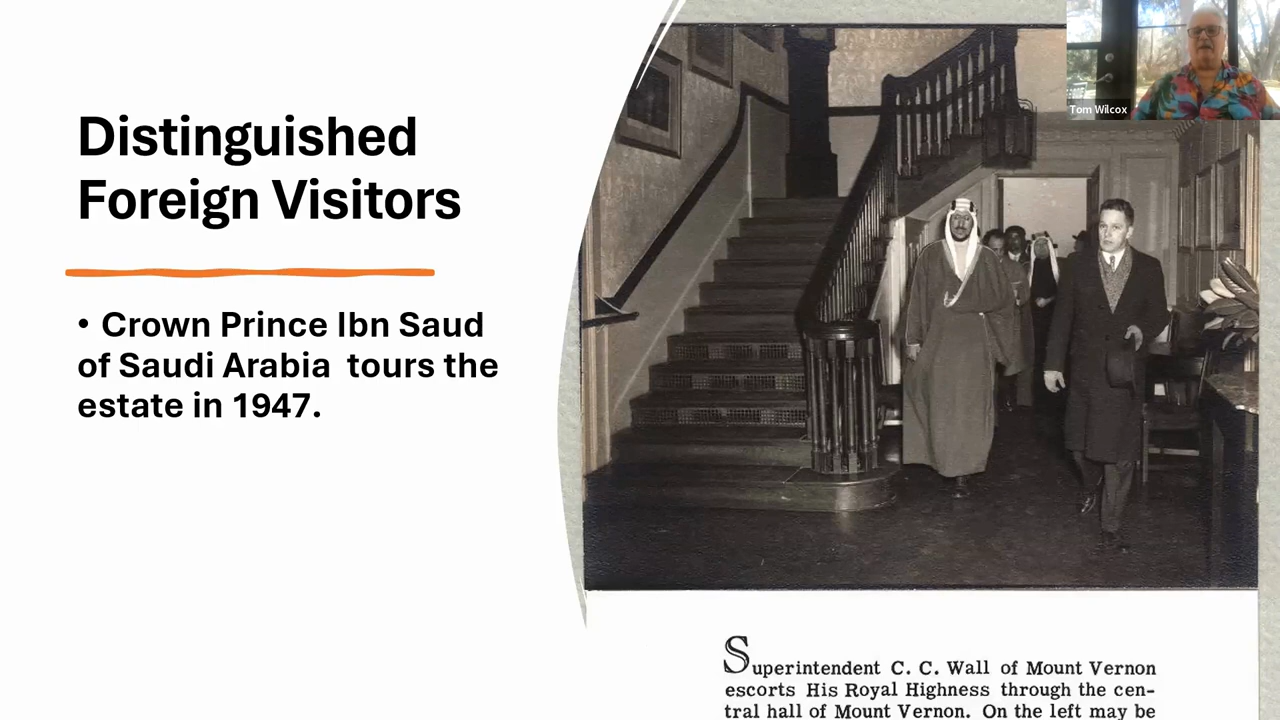 Distinguished
Foreign Visitors
• Crown Prince Ibn Saud
of Saudi Arabia tours the
estate in 1947.
Tom Wilcox
Superintendent C. C. Wall of Mount Vernon
escorts His Royal Highness through the cen-
tral hall of Mount Vernon. On the left may be